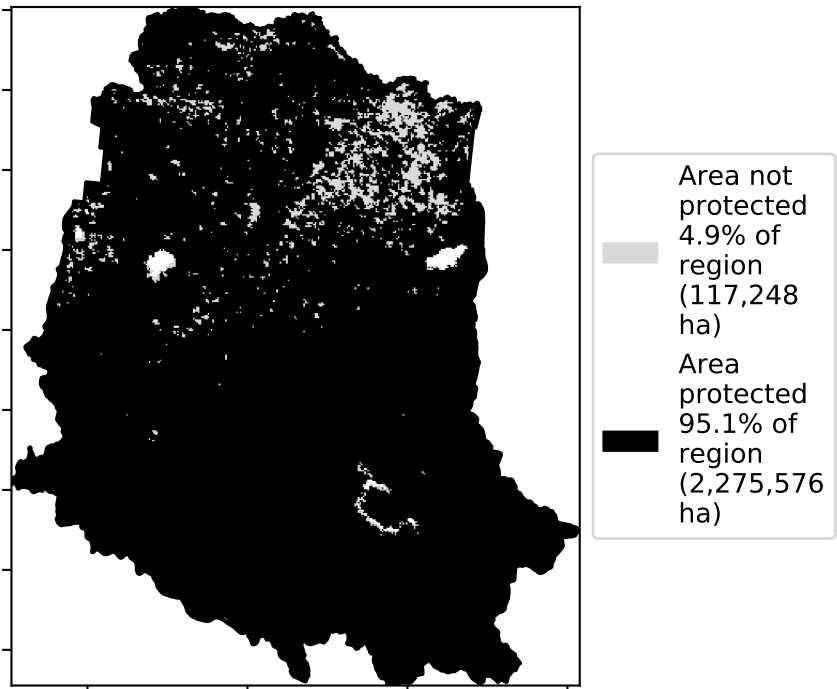 Area not
protected
4.9% of
region
(117,248
ha)
Area
protected
95.1% of
region
(2,275,576
ha)